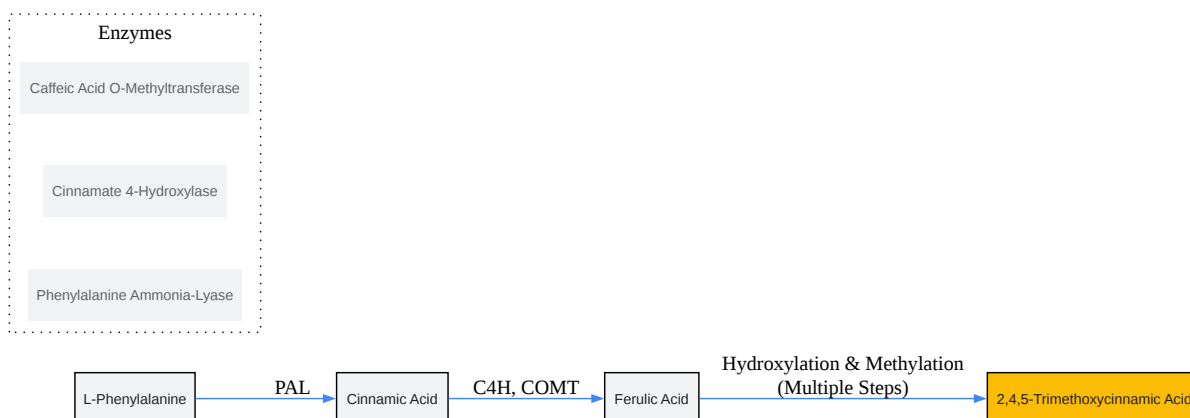 Enzymes
Caffeic Acid O-Methyltransferase
Cinnamate 4-Hydroxylase
Phenylalanine Ammonia-Lyase
L-Phenylalanine
PAL
Cinnamic Acid
C4H, COMT
Ferulic Acid
Hydroxylation & Methylation
(Multiple Steps)
2,4,5-Trimethoxycinnamic Acid